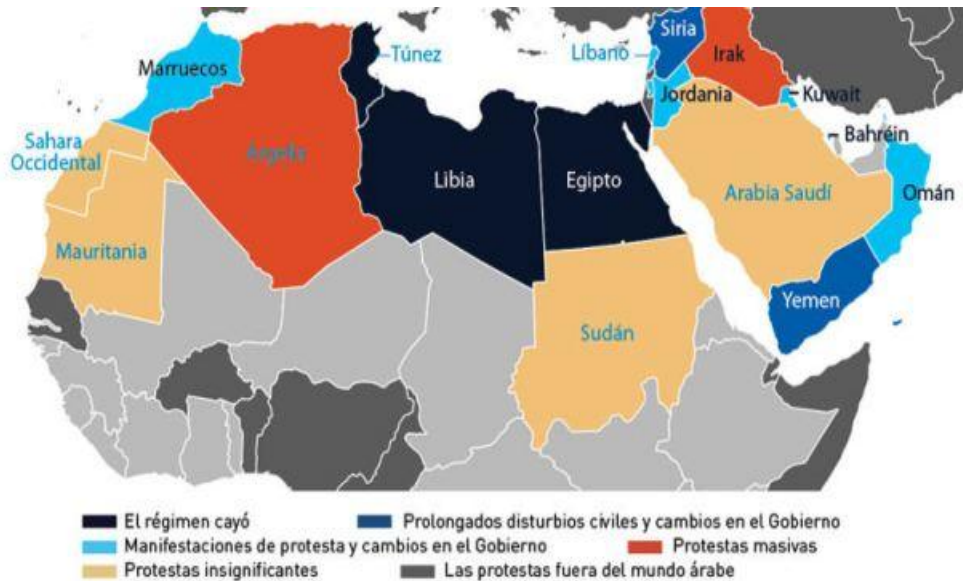 Siria
Túnez
Líbano
Marruecos
Irak
Jordania
Kuwait
Sahara
Occidental
Bahréin
Argelia
Libia
Egipto
Arabia Saudí
Omán
Mauritania
Yemen
Sudán
El régimen cayó
Prolongados disturbios civiles y cambios en el Gobierno
Manifestaciones de protesta y cambios en el Gobierno
Protestas masivas
Protestas insignificantes
Las protestas fuera del mundo árabe